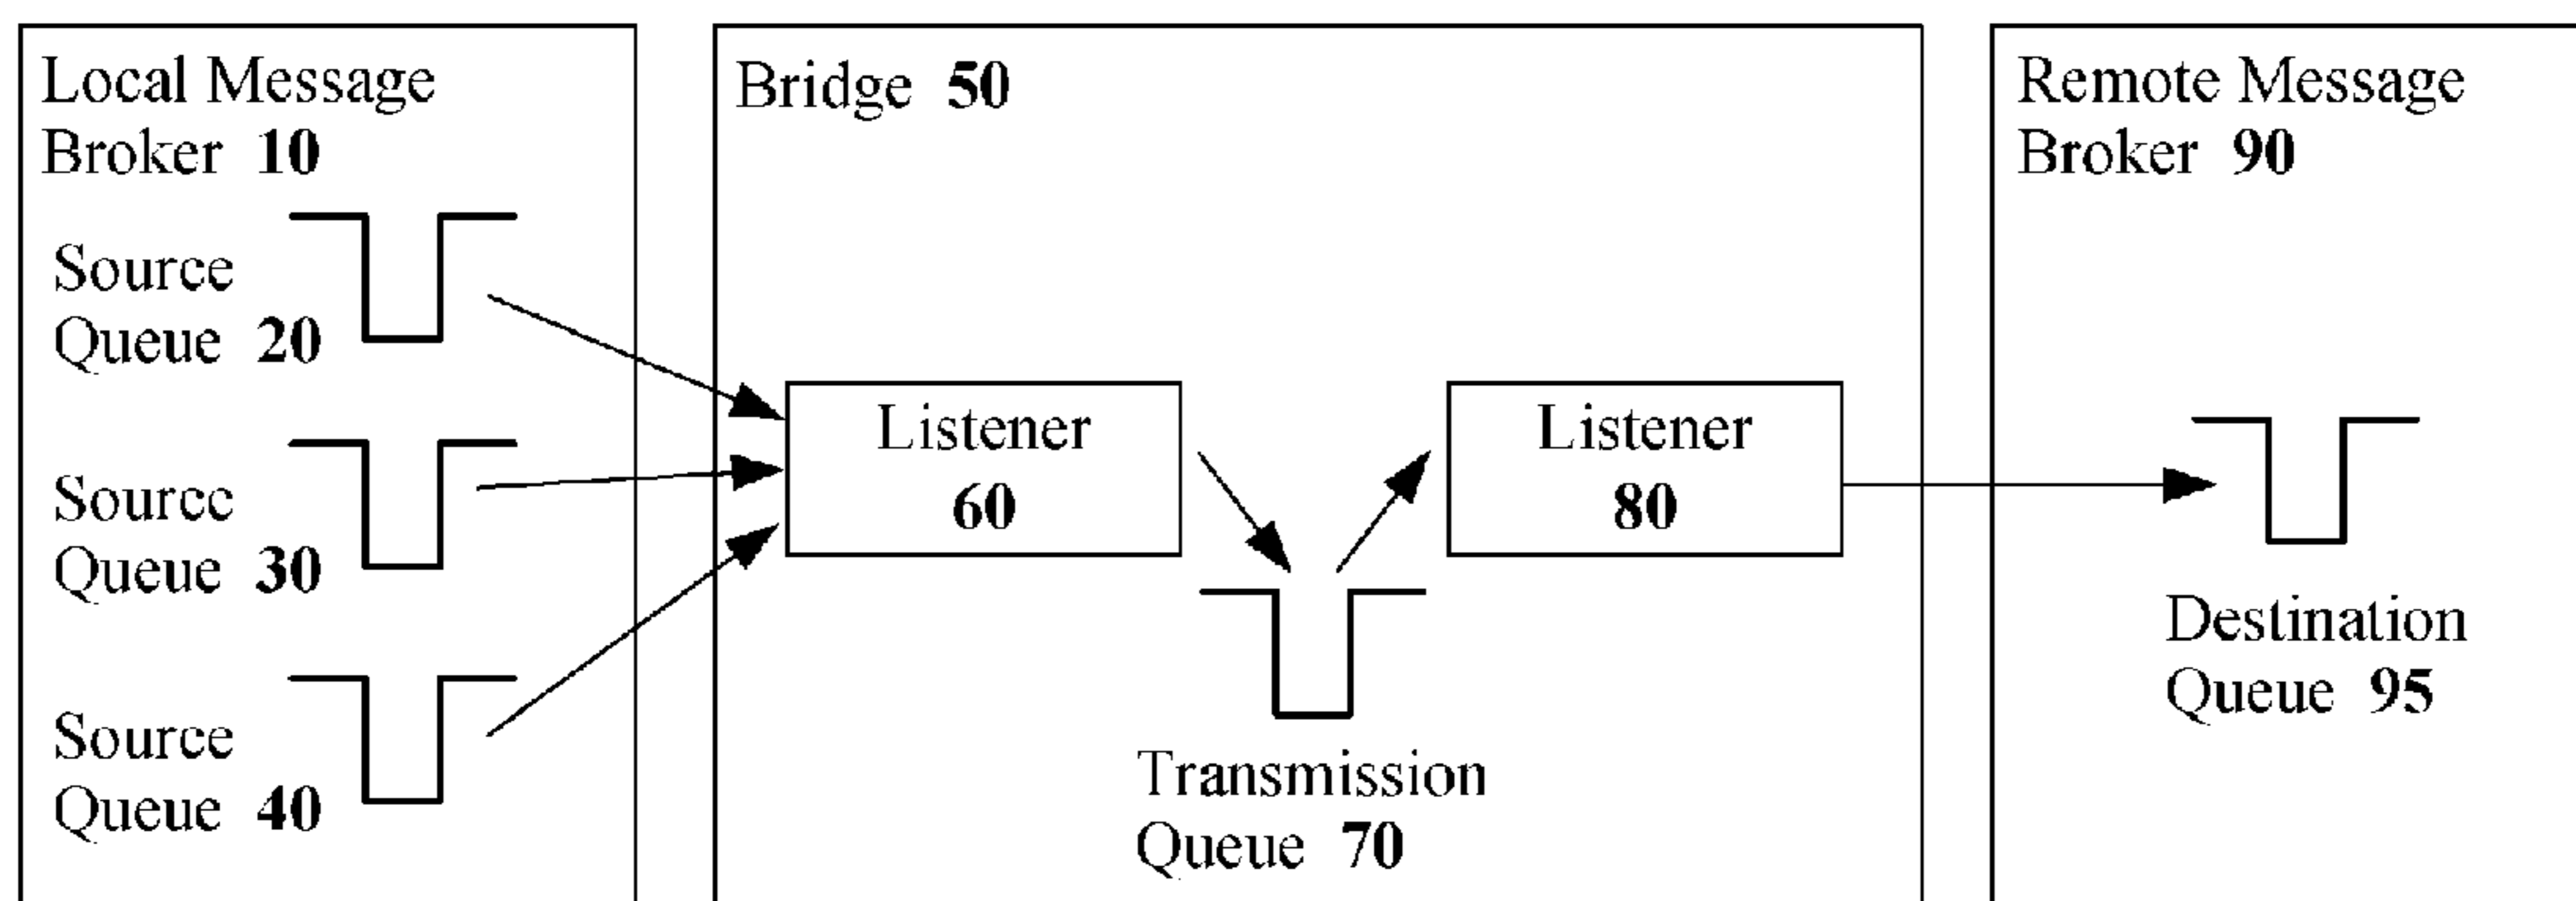 Local Message
Broker 10
Source
Queue 20
Source
Queue 30
Source
Queue 40
Bridge 50
Listener
60
Listener
80
Transmission
Queue 70
Remote Message
Broker 90
Destination
Queue 95